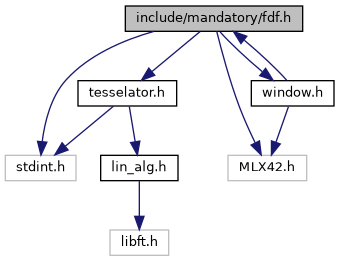 include/mandatory/fdf.h
tesselator.h
window.h
stdint.h
lin_alg.h
MLX42.h
libft.h